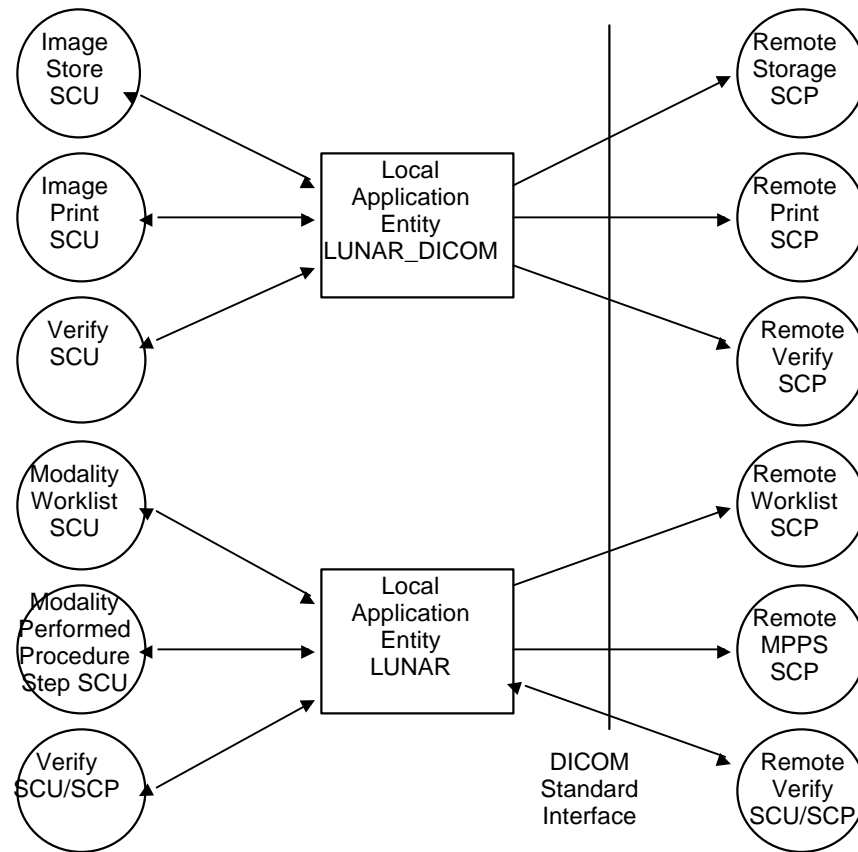 Image
Store
SCU
Remote
Storage
SCP
Local
Application
Entity
LUNAR_DICOM
Image
Print
SCU
Remote
Print
SCP
Verify
SCU
Remote
Verify
SCP
Modality
Worklist
SCU
Remote
Worklist
SCP
Local
Application
Entity
LUNAR
Modality
Performed
Procedure
Step SCU
Remote
MPPS
SCP
Verify
SCU/SCP
DICOM
Standard
Interface
Remote
Verify
SCU/SCP